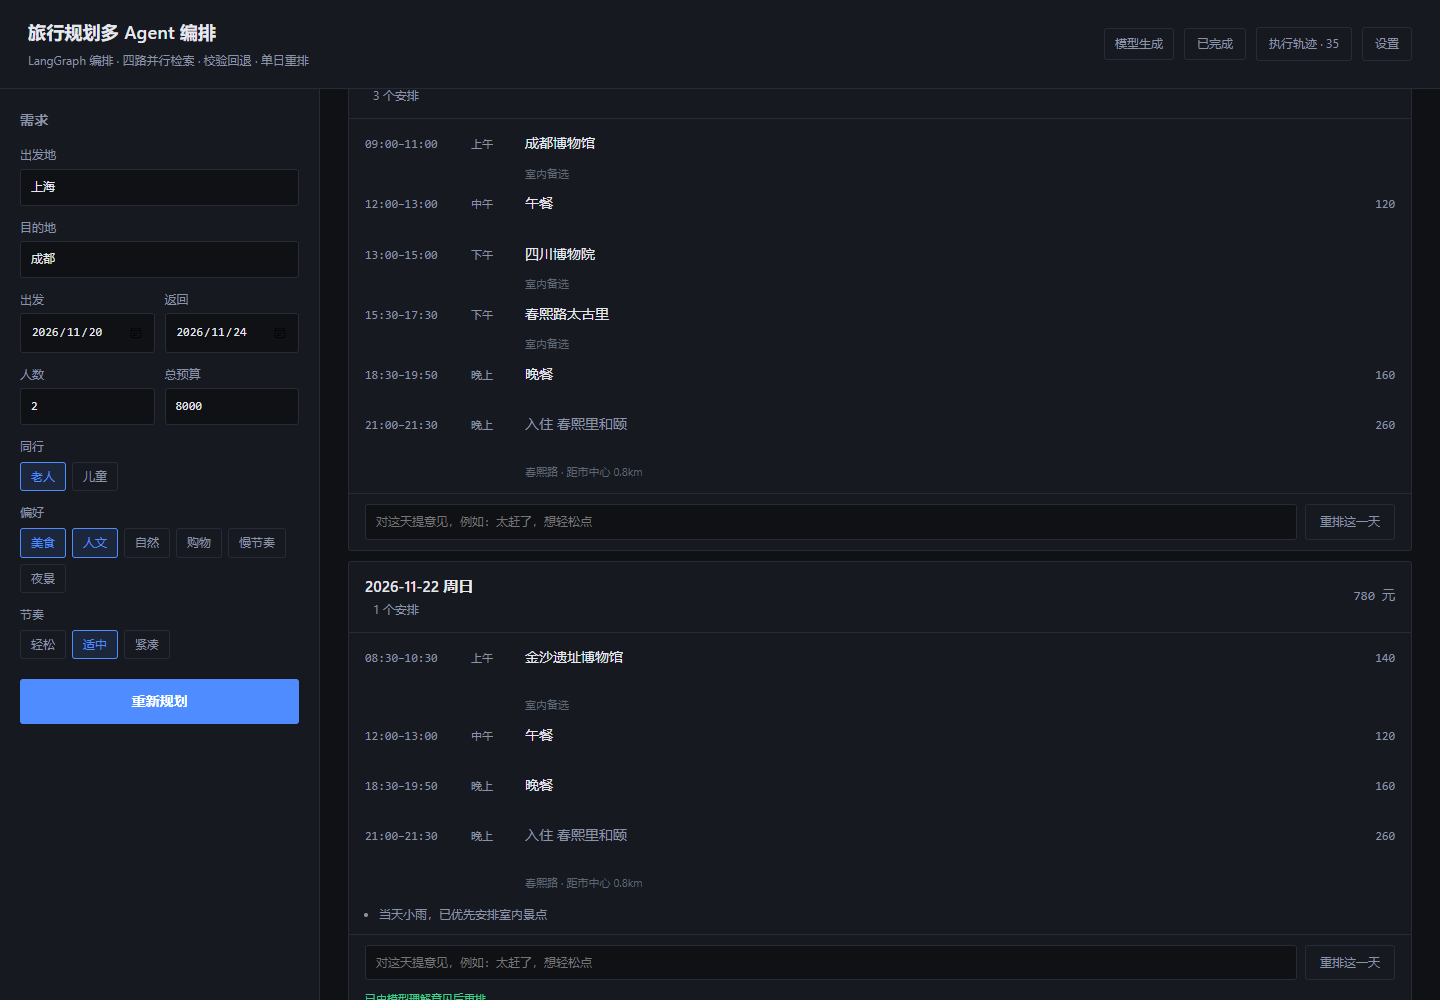 旅行规划多 Agent 编排
LangGraph 编排 · 四路并行检索 · 校验回退 · 单日重排
模型生成
已完成
执行轨迹 · 35
设置
需求
出发地
上海
目的地
成都
出发
返回
2026/11/20
2026/11/24
人数
总预算
2
8000
同行
老人
儿童
偏好
美食
人文
自然
购物
慢节奏
夜景
节奏
轻松
适中
紧凑
重新规划
3 个安排
09:00-11:00 上午 成都博物馆
室内备选
12:00-13:00 中午 午餐 120
13:00-15:00 下午 四川博物院
室内备选
15:30-17:30 下午 春熙路太古里
室内备选
18:30-19:50 晚上 晚餐 160
21:00-21:30 晚上 入住 春熙里和颐 260
春熙路 · 距市中心 0.8km
对这天提意见，例如：太赶了，想轻松点
重排这一天
2026-11-22 周日
780 元
1 个安排
08:30-10:30 上午 金沙遗址博物馆 140
室内备选
12:00-13:00 中午 午餐 120
18:30-19:50 晚上 晚餐 160
21:00-21:30 晚上 入住 春熙里和颐 260
春熙路 · 距市中心 0.8km
• 当天小雨，已优先安排室内景点
对这天提意见，例如：太赶了，想轻松点
重排这一天
已由模型理解意见后重排